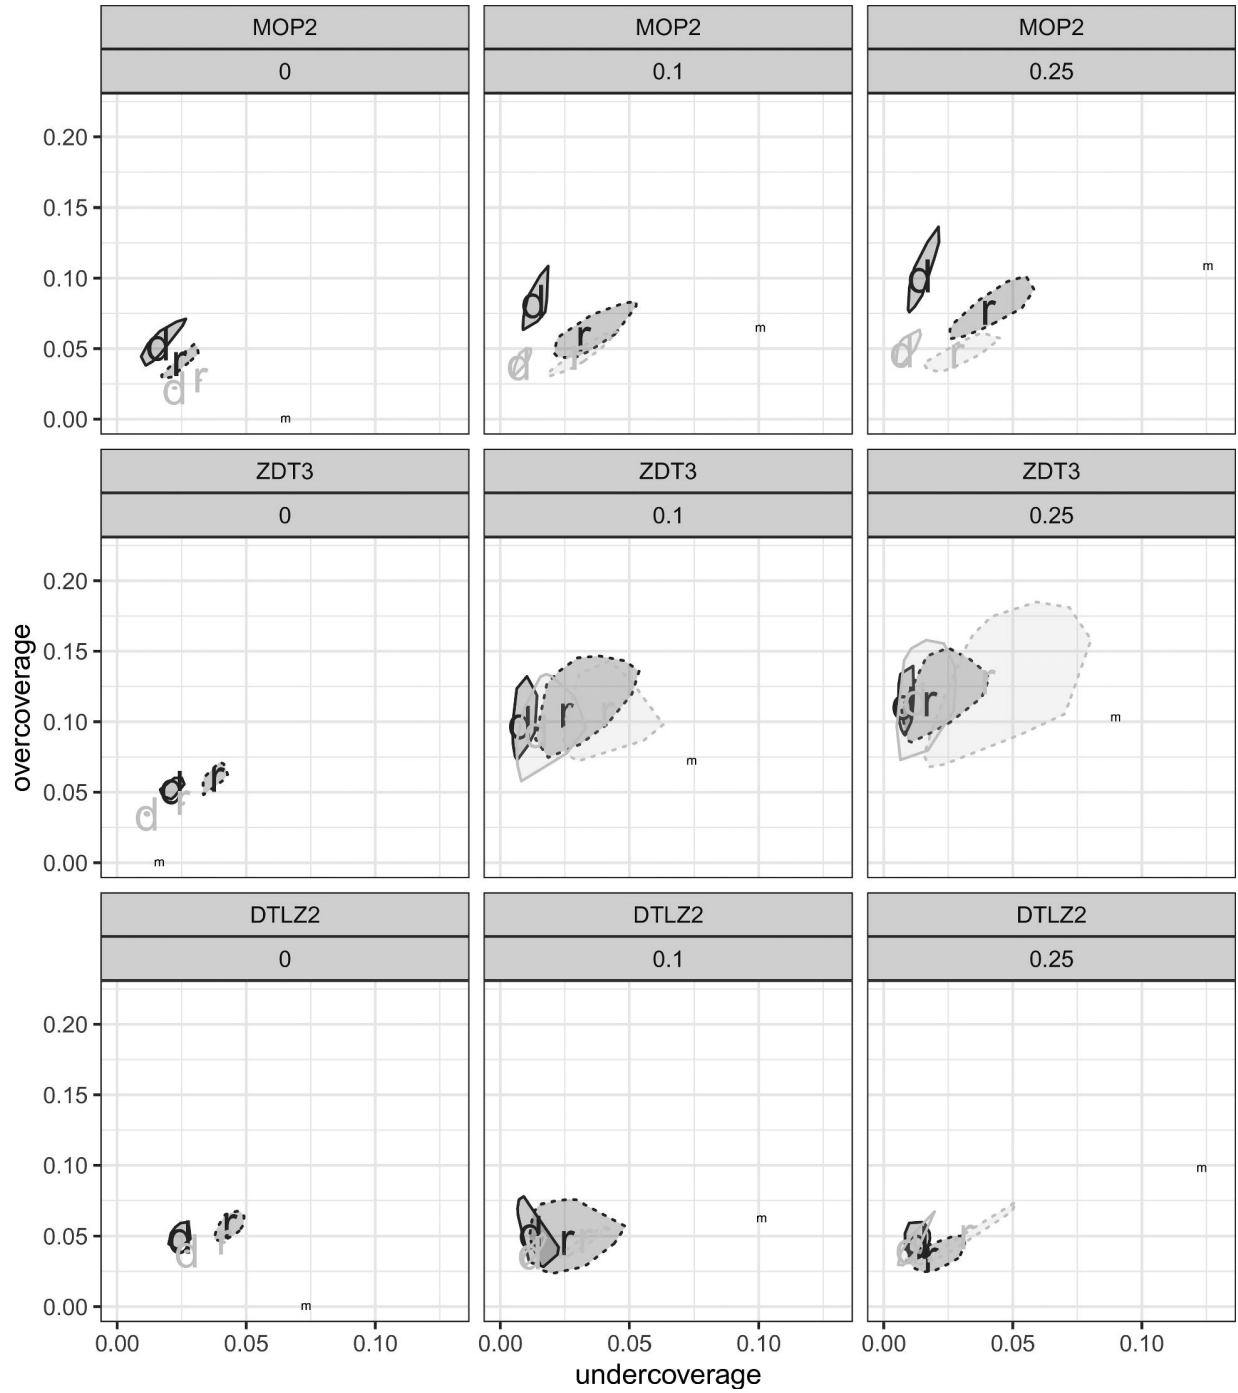 MOP2 MOP2 MOP2
0 0.1 0.25
0.20
0.15
0.10
0.05
0.00
d r d r m
d r d r m
d r d r m
ZDT3 ZDT3 ZDT3
0 0.1 0.25
0.20
0.15
0.10
0.05
0.00
d r d r m
d r r m
d r d r m
overcoverage
DTLZ2 DTLZ2 DTLZ2
0 0.1 0.25
0.20
0.15
0.10
0.05
0.00
d r d r m
d r d r m
d r d r m
0.00 0.05 0.10 0.00 0.05 0.10 0.00 0.05 0.10
undercoverage